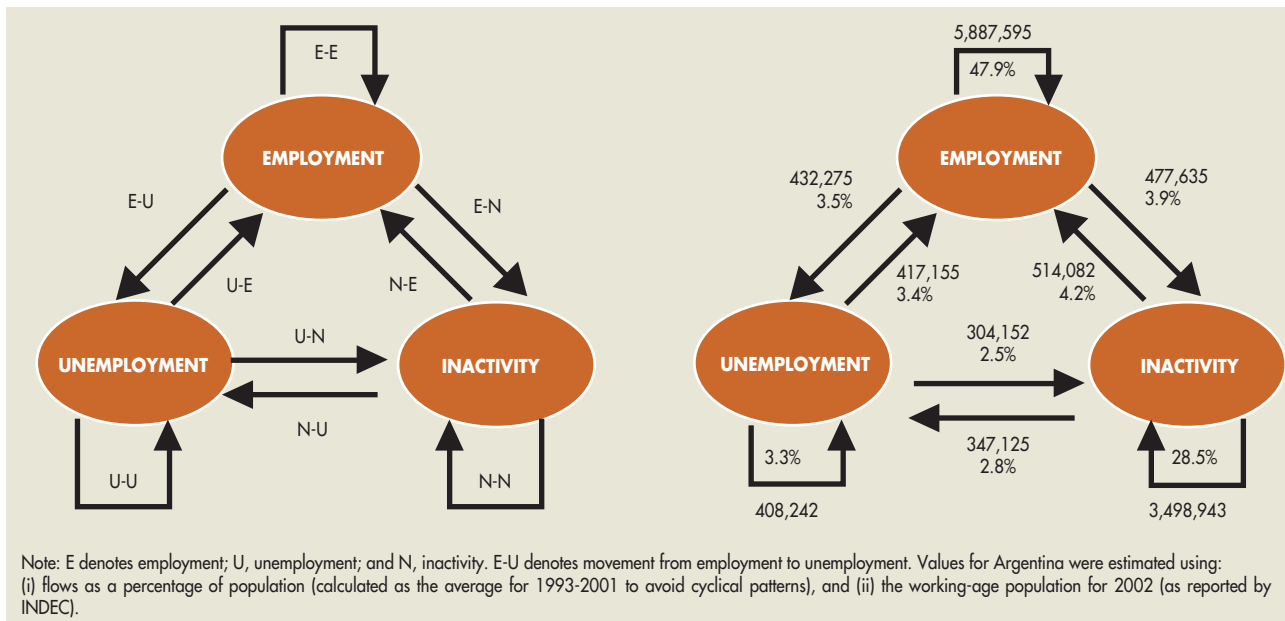 E-E
EMPLOYMENT
E-U
E-N
U-E
N-E
UNEMPLOYMENT
U-N
INACTIVITY
N-U
U-U
N-N
5,887,595
47.9%
EMPLOYMENT
432,275
3.5%
477,635
3.9%
417,155
3.4%
514,082
4.2%
UNEMPLOYMENT
304,152
2.5%
INACTIVITY
347,125
2.8%
3.3%
408,242
28.5%
3,498,943
Note: E denotes employment; U, unemployment; and N, inactivity. E-U denotes movement from employment to unemployment. Values for Argentina were estimated using:
(i) flows as a percentage of population (calculated as the average for 1993-2001 to avoid cyclical patterns), and (ii) the working-age population for 2002 (as reported by
INDEC).